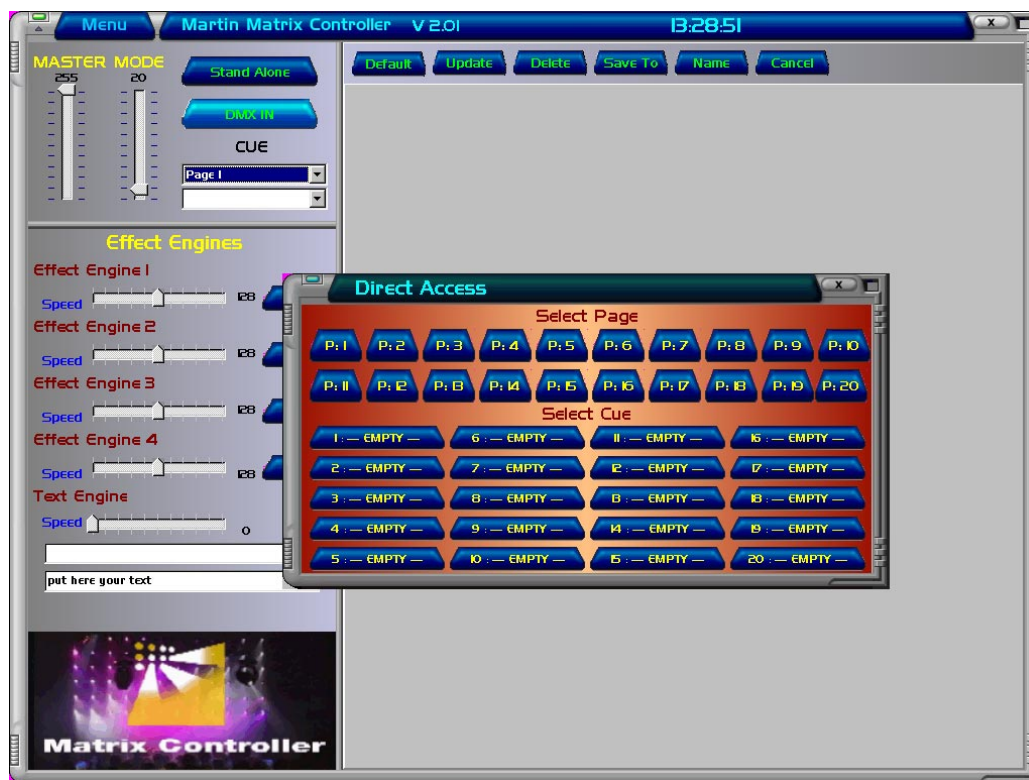 Menu Martin Matrix Controller V 2.01 13:28:51 X
MASTER MODE
255 20
Stand Alone
DMX IN
CUE
Page 1
Default Update Delete Save To Name Cancel
Effect Engines
Effect Engine 1
Speed 128
Effect Engine 2
Speed 128
Effect Engine 3
Speed 128
Effect Engine 4
Speed 128
Text Engine
Speed 0
put here your text
Matrix Controller
Direct Access X
Select Page
P: 1 P: 2 P: 3 P: 4 P: 5 P: 6 P: 7 P: 8 P: 9 P: 10
P: 11 P: 12 P: 13 P: 14 P: 15 P: 16 P: 17 P: 18 P: 19 P: 20
Select Cue
1 : — EMPTY — 6 : — EMPTY — 11 : — EMPTY — 16 : — EMPTY —
2 : — EMPTY — 7 : — EMPTY — 12 : — EMPTY — 17 : — EMPTY —
3 : — EMPTY — 8 : — EMPTY — 13 : — EMPTY — 18 : — EMPTY —
4 : — EMPTY — 9 : — EMPTY — 14 : — EMPTY — 19 : — EMPTY —
5 : — EMPTY — 10 : — EMPTY — 15 : — EMPTY — 20 : — EMPTY —